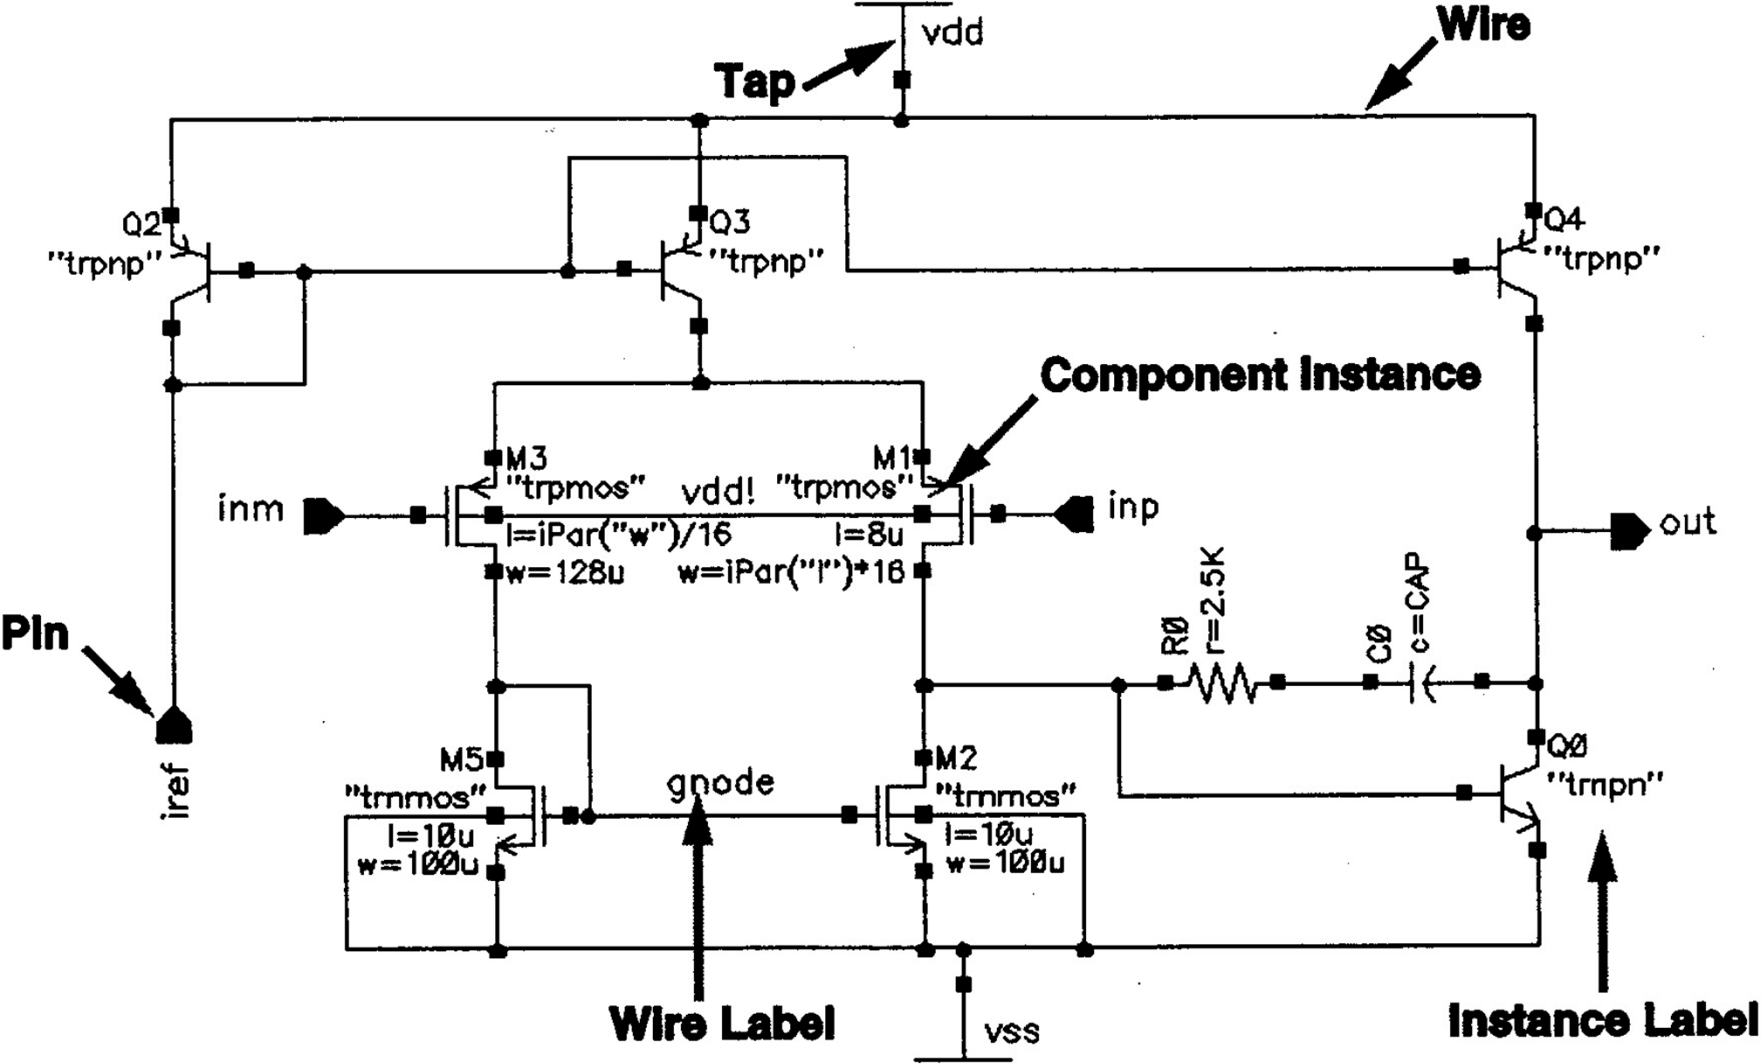 vdd
Wire
Tap
Q2
"trpnp"
Q3
"trpnp"
Q4
"trpnp"
Component Instance
M3
"trpmos"
vdd!
M1
"trpmos"
inm
inp
l=iPar("w")/16
w=128u
l=8u
w=iPar("l")*16
out
R0
r=2.5K
C0
c=CAP
Pin
iref
M5
"trnmos"
l=10u
w=100u
gnode
M2
"trnmos"
l=10u
w=100u
Q0
"trnpn"
Wire Label
vss
Instance Label